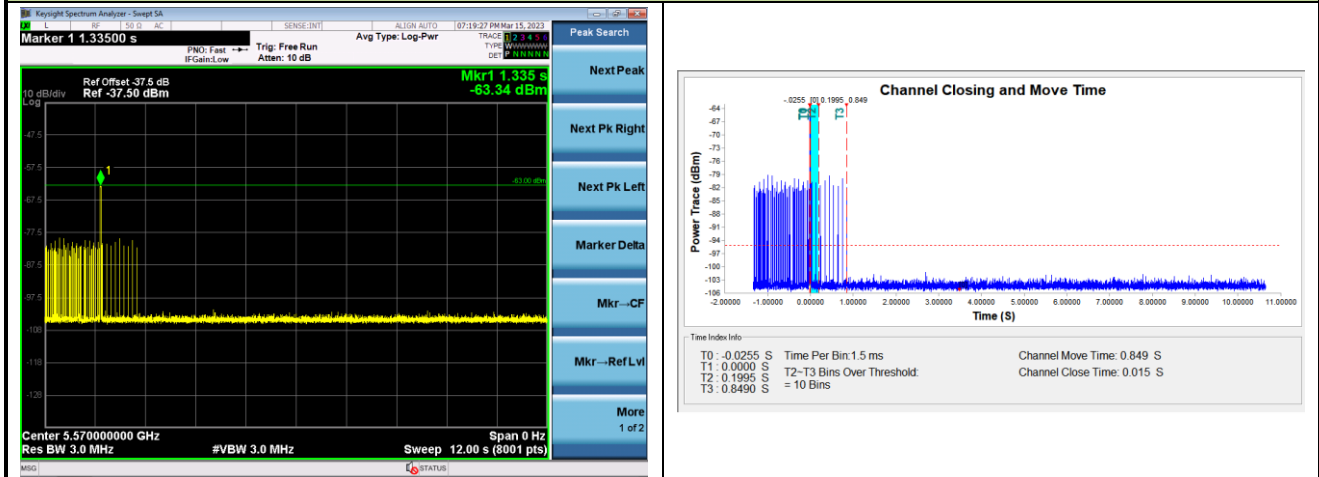 Keysight Spectrum Analyzer - Swept SA
L RF 50 Ω AC SENSE:INT ALIGN AUTO 07:19:27 PM Mar 15, 2023
Marker 1 1.33500 s
PNO: Fast
IFGain:Low
Trig: Free Run
Atten: 10 dB
Avg Type: Log-Pwr
TRACE 1 2 3 4 5 6
TYPE W
DET P N N N N N
Peak Search
Next Peak
Next Pk Right
Next Pk Left
Marker Delta
Mkr→CF
Mkr→Ref Lvl
More
1 of 2
Ref Offset -37.5 dB
10 dB/div Ref -37.50 dBm
Log
Mkr1 1.335 s
-63.34 dBm
-47.5
-57.5
1
-63.00 dBm
-67.5
-77.5
-87.5
-97.5
-108
-118
-128
Center 5.570000000 GHz Span 0 Hz
Res BW 3.0 MHz #VBW 3.0 MHz Sweep 12.00 s (8001 pts)
MSG STATUS
Channel Closing and Move Time
-.0255 [0] 0.1995 0.849
T2 T3
Power Trace (dBm)
-64
-67
-70
-73
-76
-79
-82
-85
-88
-91
-94
-97
-100
-103
-106
-2.00000 -1.00000 0.00000 1.00000 2.00000 3.00000 4.00000 5.00000 6.00000 7.00000 8.00000 9.00000 10.00000 11.00000
Time (S)
Time Index Info
T0 : -0.0255 S Time Per Bin:1.5 ms Channel Move Time: 0.849 S
T1 : 0.0000 S
T2 : 0.1995 S T2~T3 Bins Over Threshold: Channel Close Time: 0.015 S
T3 : 0.8490 S = 10 Bins